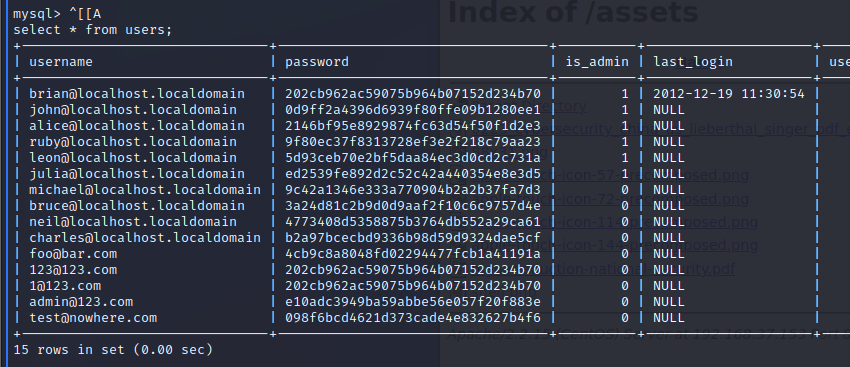 mysql> ^[[A
select * from users;
+-----------------------------+----------------------------------+----------+---------------------+----
| username | password | is_admin | last_login | use
+-----------------------------+----------------------------------+----------+---------------------+----
| brian@localhost.localdomain | 202cb962ac59075b964b07152d234b70 | 1 | 2012-12-19 11:30:54 |
| john@localhost.localdomain | 0d9ff2a4396d6939f80ffe09b1280ee1 | 1 | NULL |
| alice@localhost.localdomain | 2146bf95e8929874fc63d54f50f1d2e3 | 1 | NULL |
| ruby@localhost.localdomain | 9f80ec37f8313728ef3e2f218c79aa23 | 1 | NULL |
| leon@localhost.localdomain | 5d93ceb70e2bf5daa84ec3d0cd2c731a | 1 | NULL |
| julia@localhost.localdomain | ed2539fe892d2c52c42a440354e8e3d5 | 1 | NULL |
| michael@localhost.localdomain | 9c42a1346e333a770904b2a2b37fa7d3 | 0 | NULL |
| bruce@localhost.localdomain | 3a24d81c2b9d0d9aaf2f10c6c9757d4e | 0 | NULL |
| neil@localhost.localdomain | 4773408d5358875b3764db552a29ca61 | 0 | NULL |
| charles@localhost.localdomain | b2a97bcecbd9336b98d59d9324dae5cf | 0 | NULL |
| foo@bar.com | 4cb9c8a8048fd02294477fcb1a41191a | 0 | NULL |
| 123@123.com | 202cb962ac59075b964b07152d234b70 | 0 | NULL |
| 1@123.com | 202cb962ac59075b964b07152d234b70 | 0 | NULL |
| admin@123.com | e10adc3949ba59abbe56e057f20f883e | 0 | NULL |
| test@nowhere.com | 098f6bcd4621d373cade4e832627b4f6 | 0 | NULL |
+-----------------------------+----------------------------------+----------+---------------------+----
15 rows in set (0.00 sec)
Index of /assets